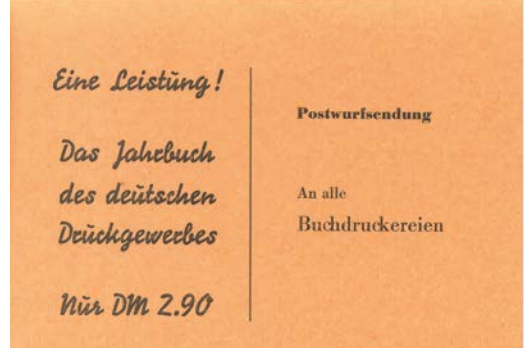 Eine Leistung!
Das Jahrbuch
des deutschen
Druckgewerbes
Nur DM 2.90
Postwurfsendung
An alle
Buchdruckereien